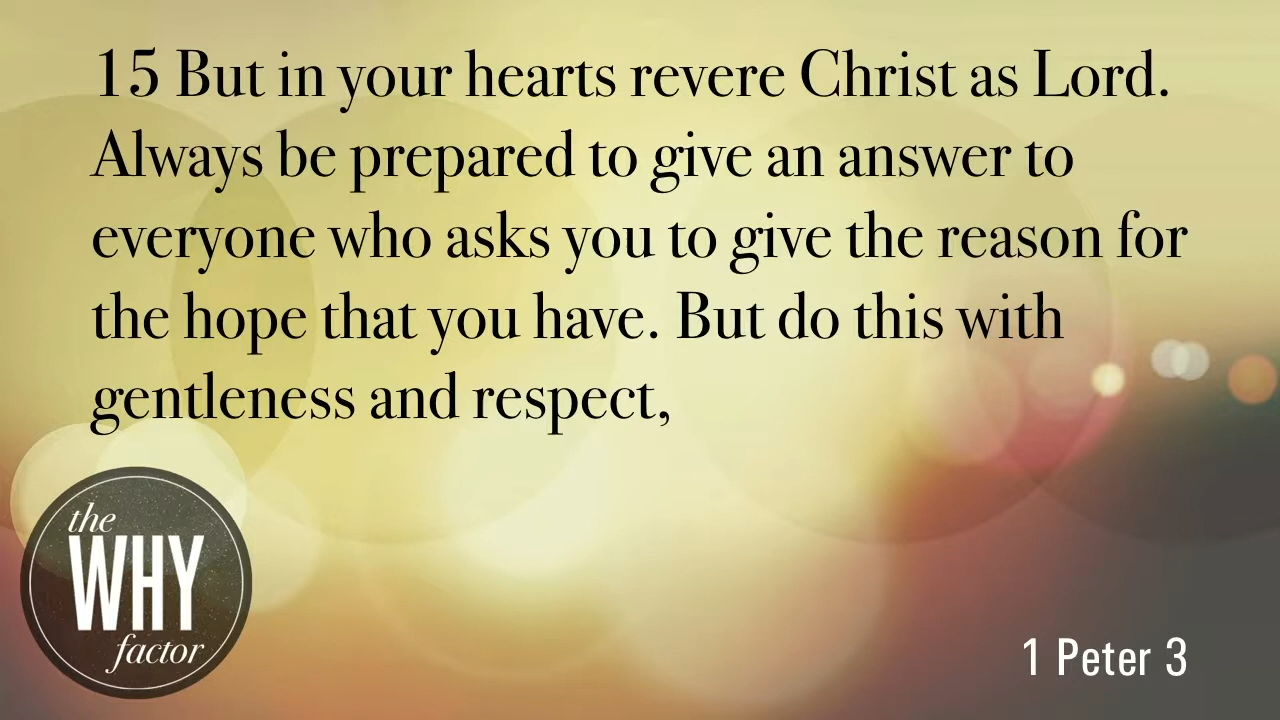 15 But in your hearts revere Christ as Lord.
Always be prepared to give an answer to
everyone who asks you to give the reason for
the hope that you have. But do this with
gentleness and respect,
the
WHY
factor
1 Peter 3